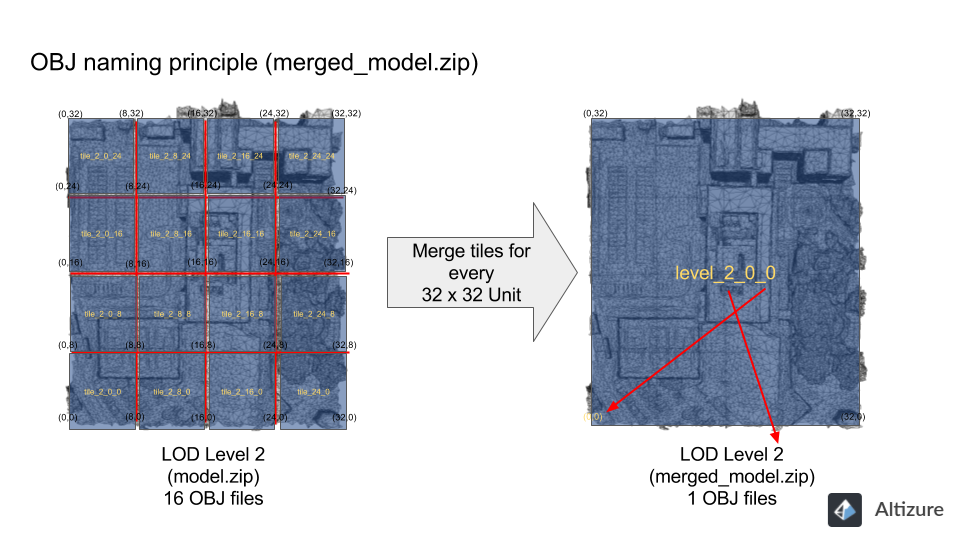 OBJ naming principle (merged_model.zip)
(0,32) (8,32) (16,32) (24,32) (32,32)
tile_2_0_24 tile_2_8_24 tile_2_16_24 tile_2_24_24
(0,24) (8,24) (16,24) (24,24) (32,24)
tile_2_0_16 tile_2_8_16 tile_2_16_16 tile_2_24_16
(0,16) (8,16) (16,16) (24,16) (32,16)
tile_2_0_8 tile_2_8_8 tile_2_16_8 tile_2_24_8
(0,8) (8,8) (16,8) (24,8) (32,8)
tile_2_0_0 tile_2_8_0 tile_2_16_0 tile_24_0
(0,0) (8,0) (16,0) (24,0) (32,0)
LOD Level 2
(model.zip)
16 OBJ files
Merge tiles for
every
32 x 32 Unit
(0,32) (32,32)
level_2_0_0
(0,0) (32,0)
LOD Level 2
(merged_model.zip)
1 OBJ files
Altizure